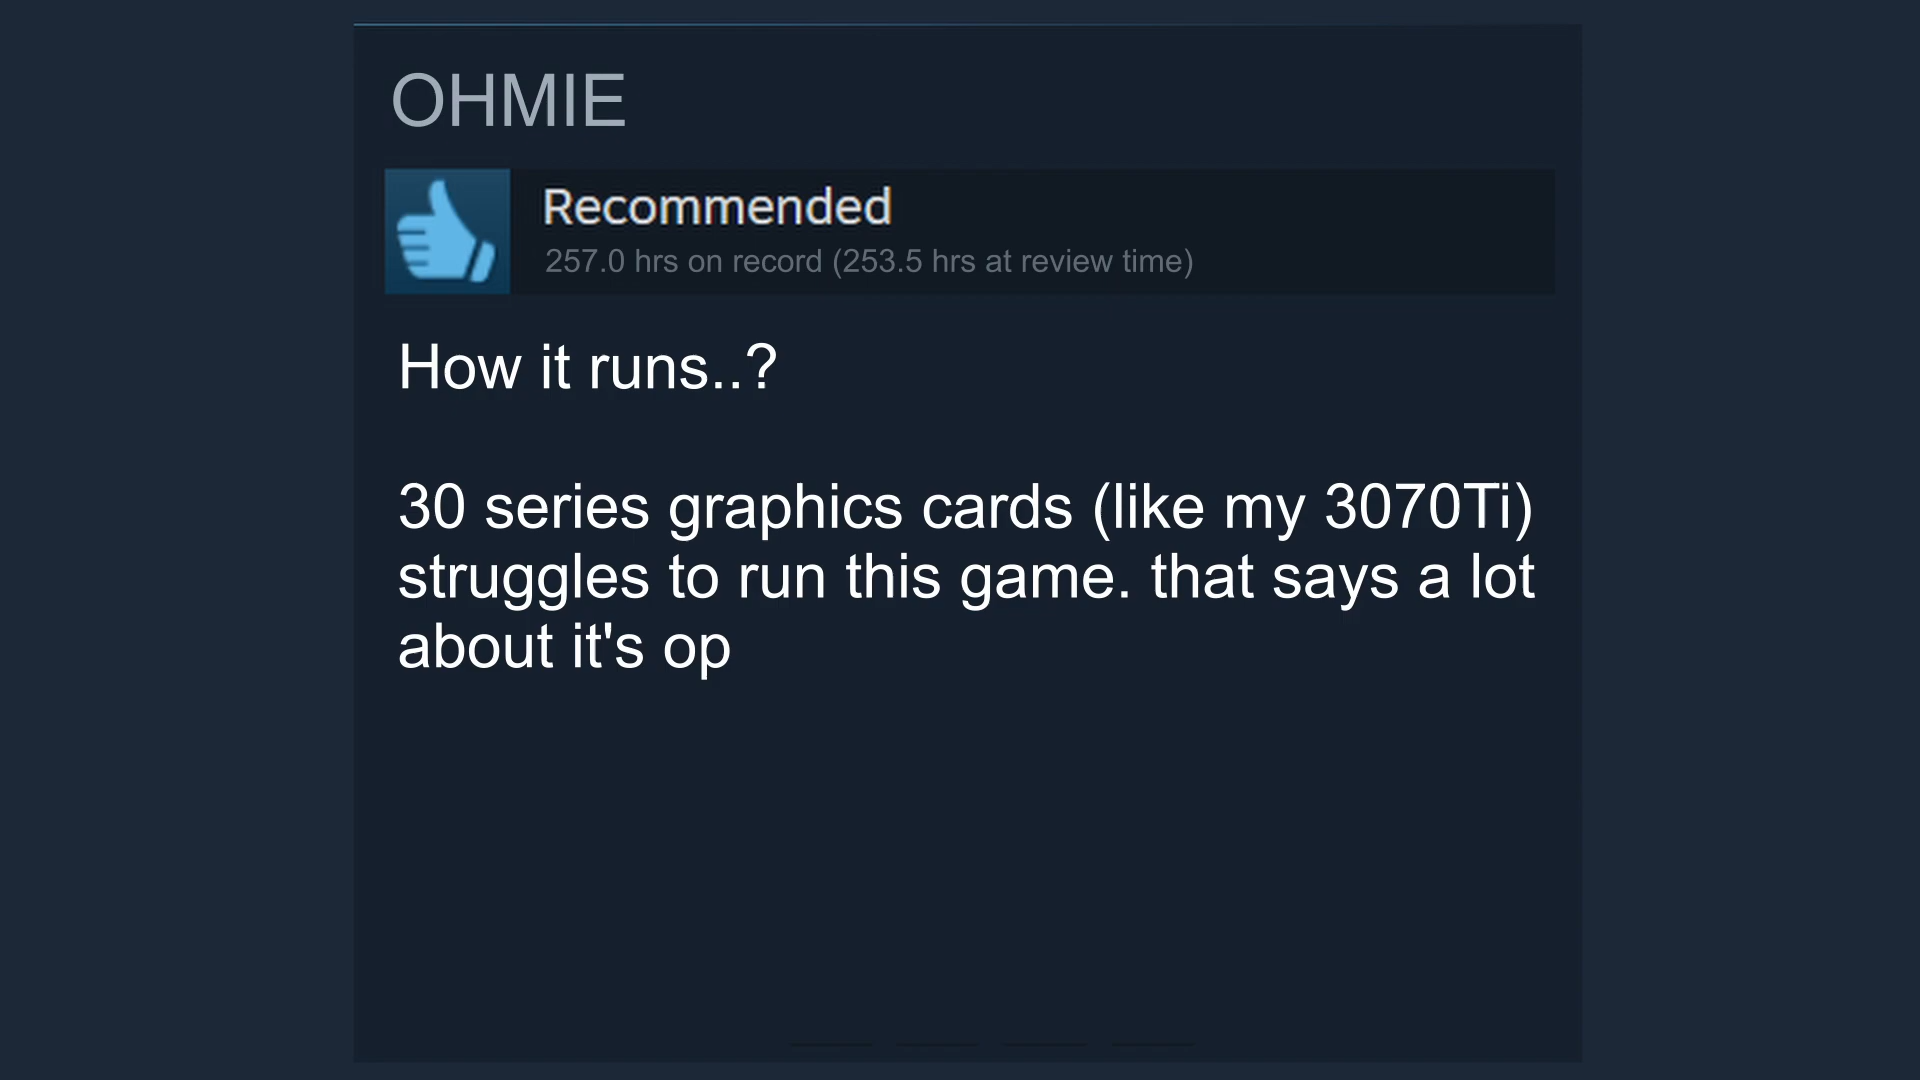 OHMIE
Recommended
257.0 hrs on record (253.5 hrs at review time)
How it runs..?
30 series graphics cards (like my 3070Ti)
struggles to run this game. that says a lot
about it's op